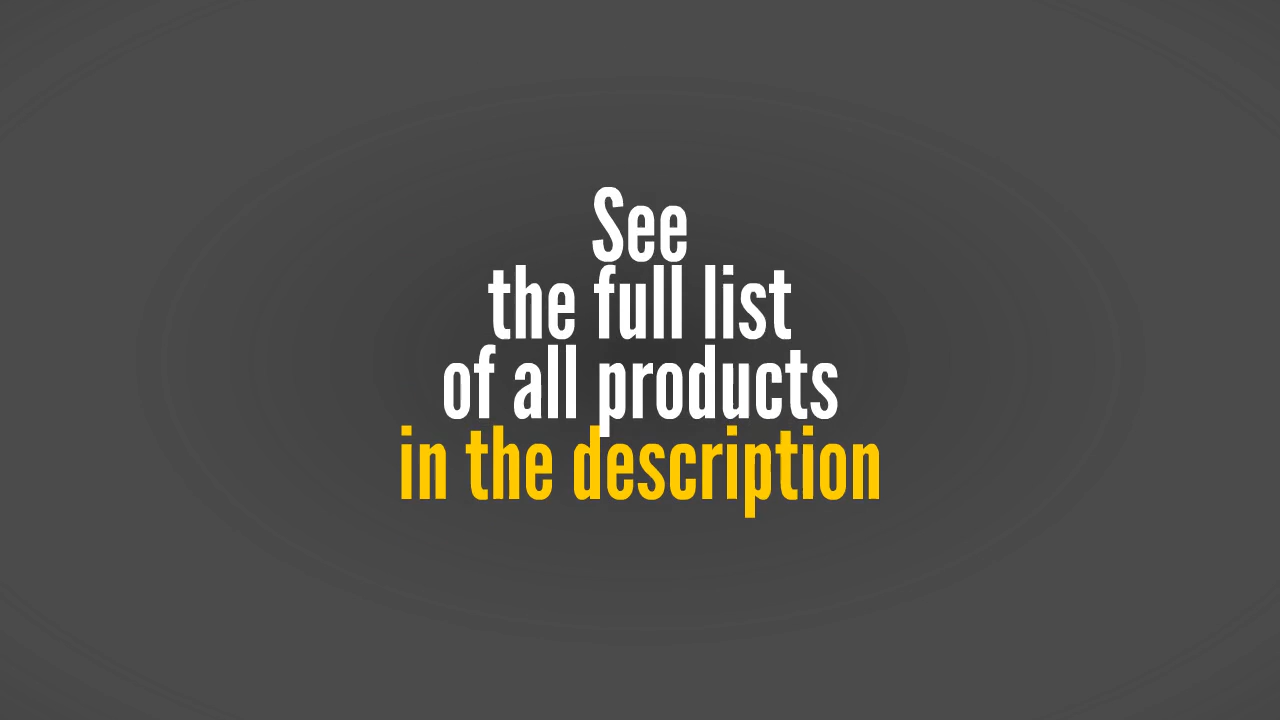 See
the full list
of all products
in the description